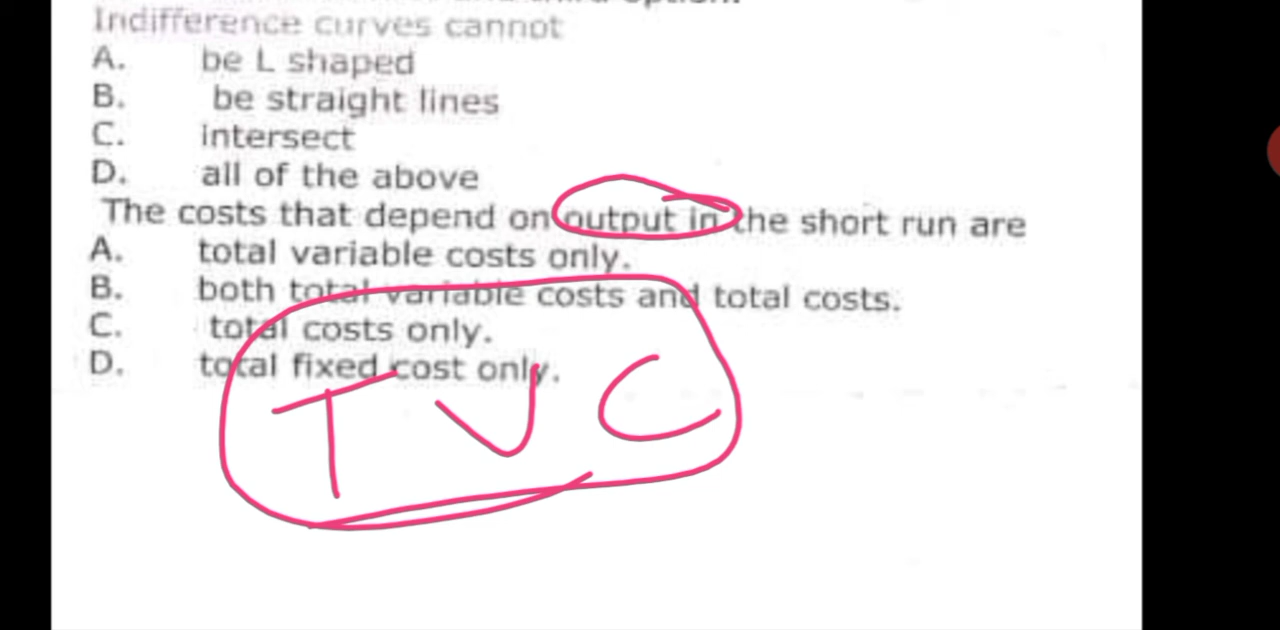 Indifference curves cannot
A. be L shaped
B. be straight lines
C. intersect
D. all of the above
The costs that depend on output in the short run are
A. total variable costs only.
B. both total variable costs and total costs.
C. total costs only.
D. total fixed cost only.
TVC